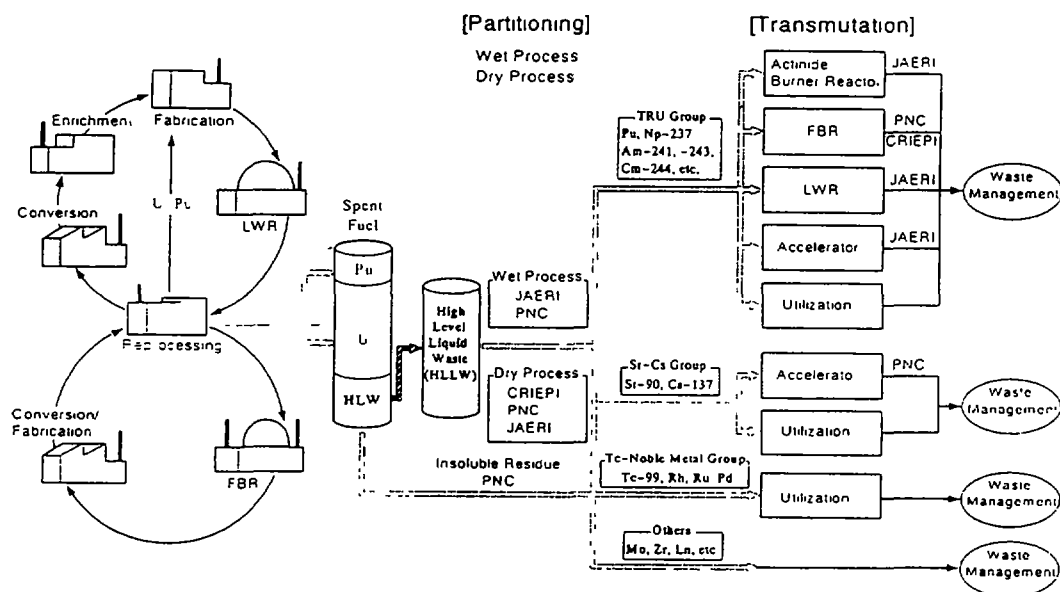 [Partitioning]
Wet Process
Dry Process
[Transmutation]
Enrichment
Fabrication
Conversion
U Pu
LWR
Reprocessing
Conversion/
Fabrication
FBR
Spent
Fuel
Pu
U
HLW
High
Level
Liquid
Waste
(HLLW)
Wet Process
JAERI
PNC
Dry Process
CRIEPI
PNC
JAERI
Insoluble Residue
PNC
TRU Group
Pu, Np-237
Am-241, -243,
Cm-244, etc.
Actinide
Burner Reactor
JAERI
FBR
PNC
CRIEPI
LWR
JAERI
Accelerator
JAERI
Utilization
Waste
Management
Sr-Cs Group
Sr-90, Cs-137
Accelerato
PNC
Utilization
Waste
Management
Tc-Noble Metal Group
Tc-99, Rh, Ru Pd
Utilization
Waste
Management
Others
Mo, Zr, Ln, etc
Waste
Management